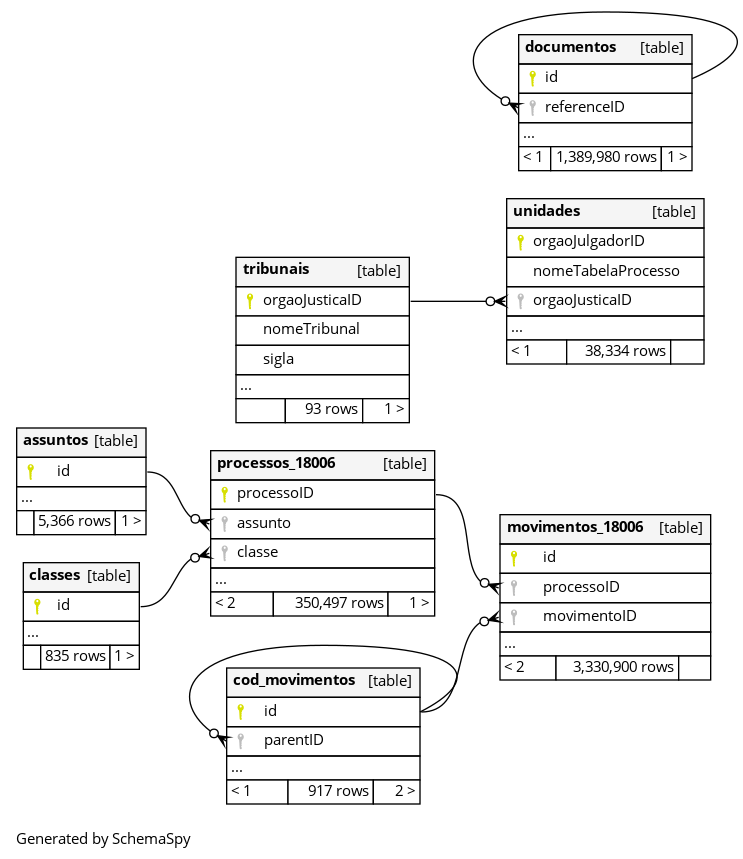 documentos [table]
id
referenceID
...
< 1 1,389,980 rows 1 >
unidades [table]
orgaoJulgadorID
nomeTabelaProcesso
orgaoJusticaID
...
< 1 38,334 rows
tribunais [table]
orgaoJusticaID
nomeTribunal
sigla
...
93 rows 1 >
assuntos [table]
id
...
5,366 rows 1 >
processos_18006 [table]
processoID
assunto
classe
...
< 2 350,497 rows 1 >
classes [table]
id
...
835 rows 1 >
movimentos_18006 [table]
id
processoID
movimentoID
...
< 2 3,330,900 rows
cod_movimentos [table]
id
parentID
...
< 1 917 rows 2 >
Generated by SchemaSpy